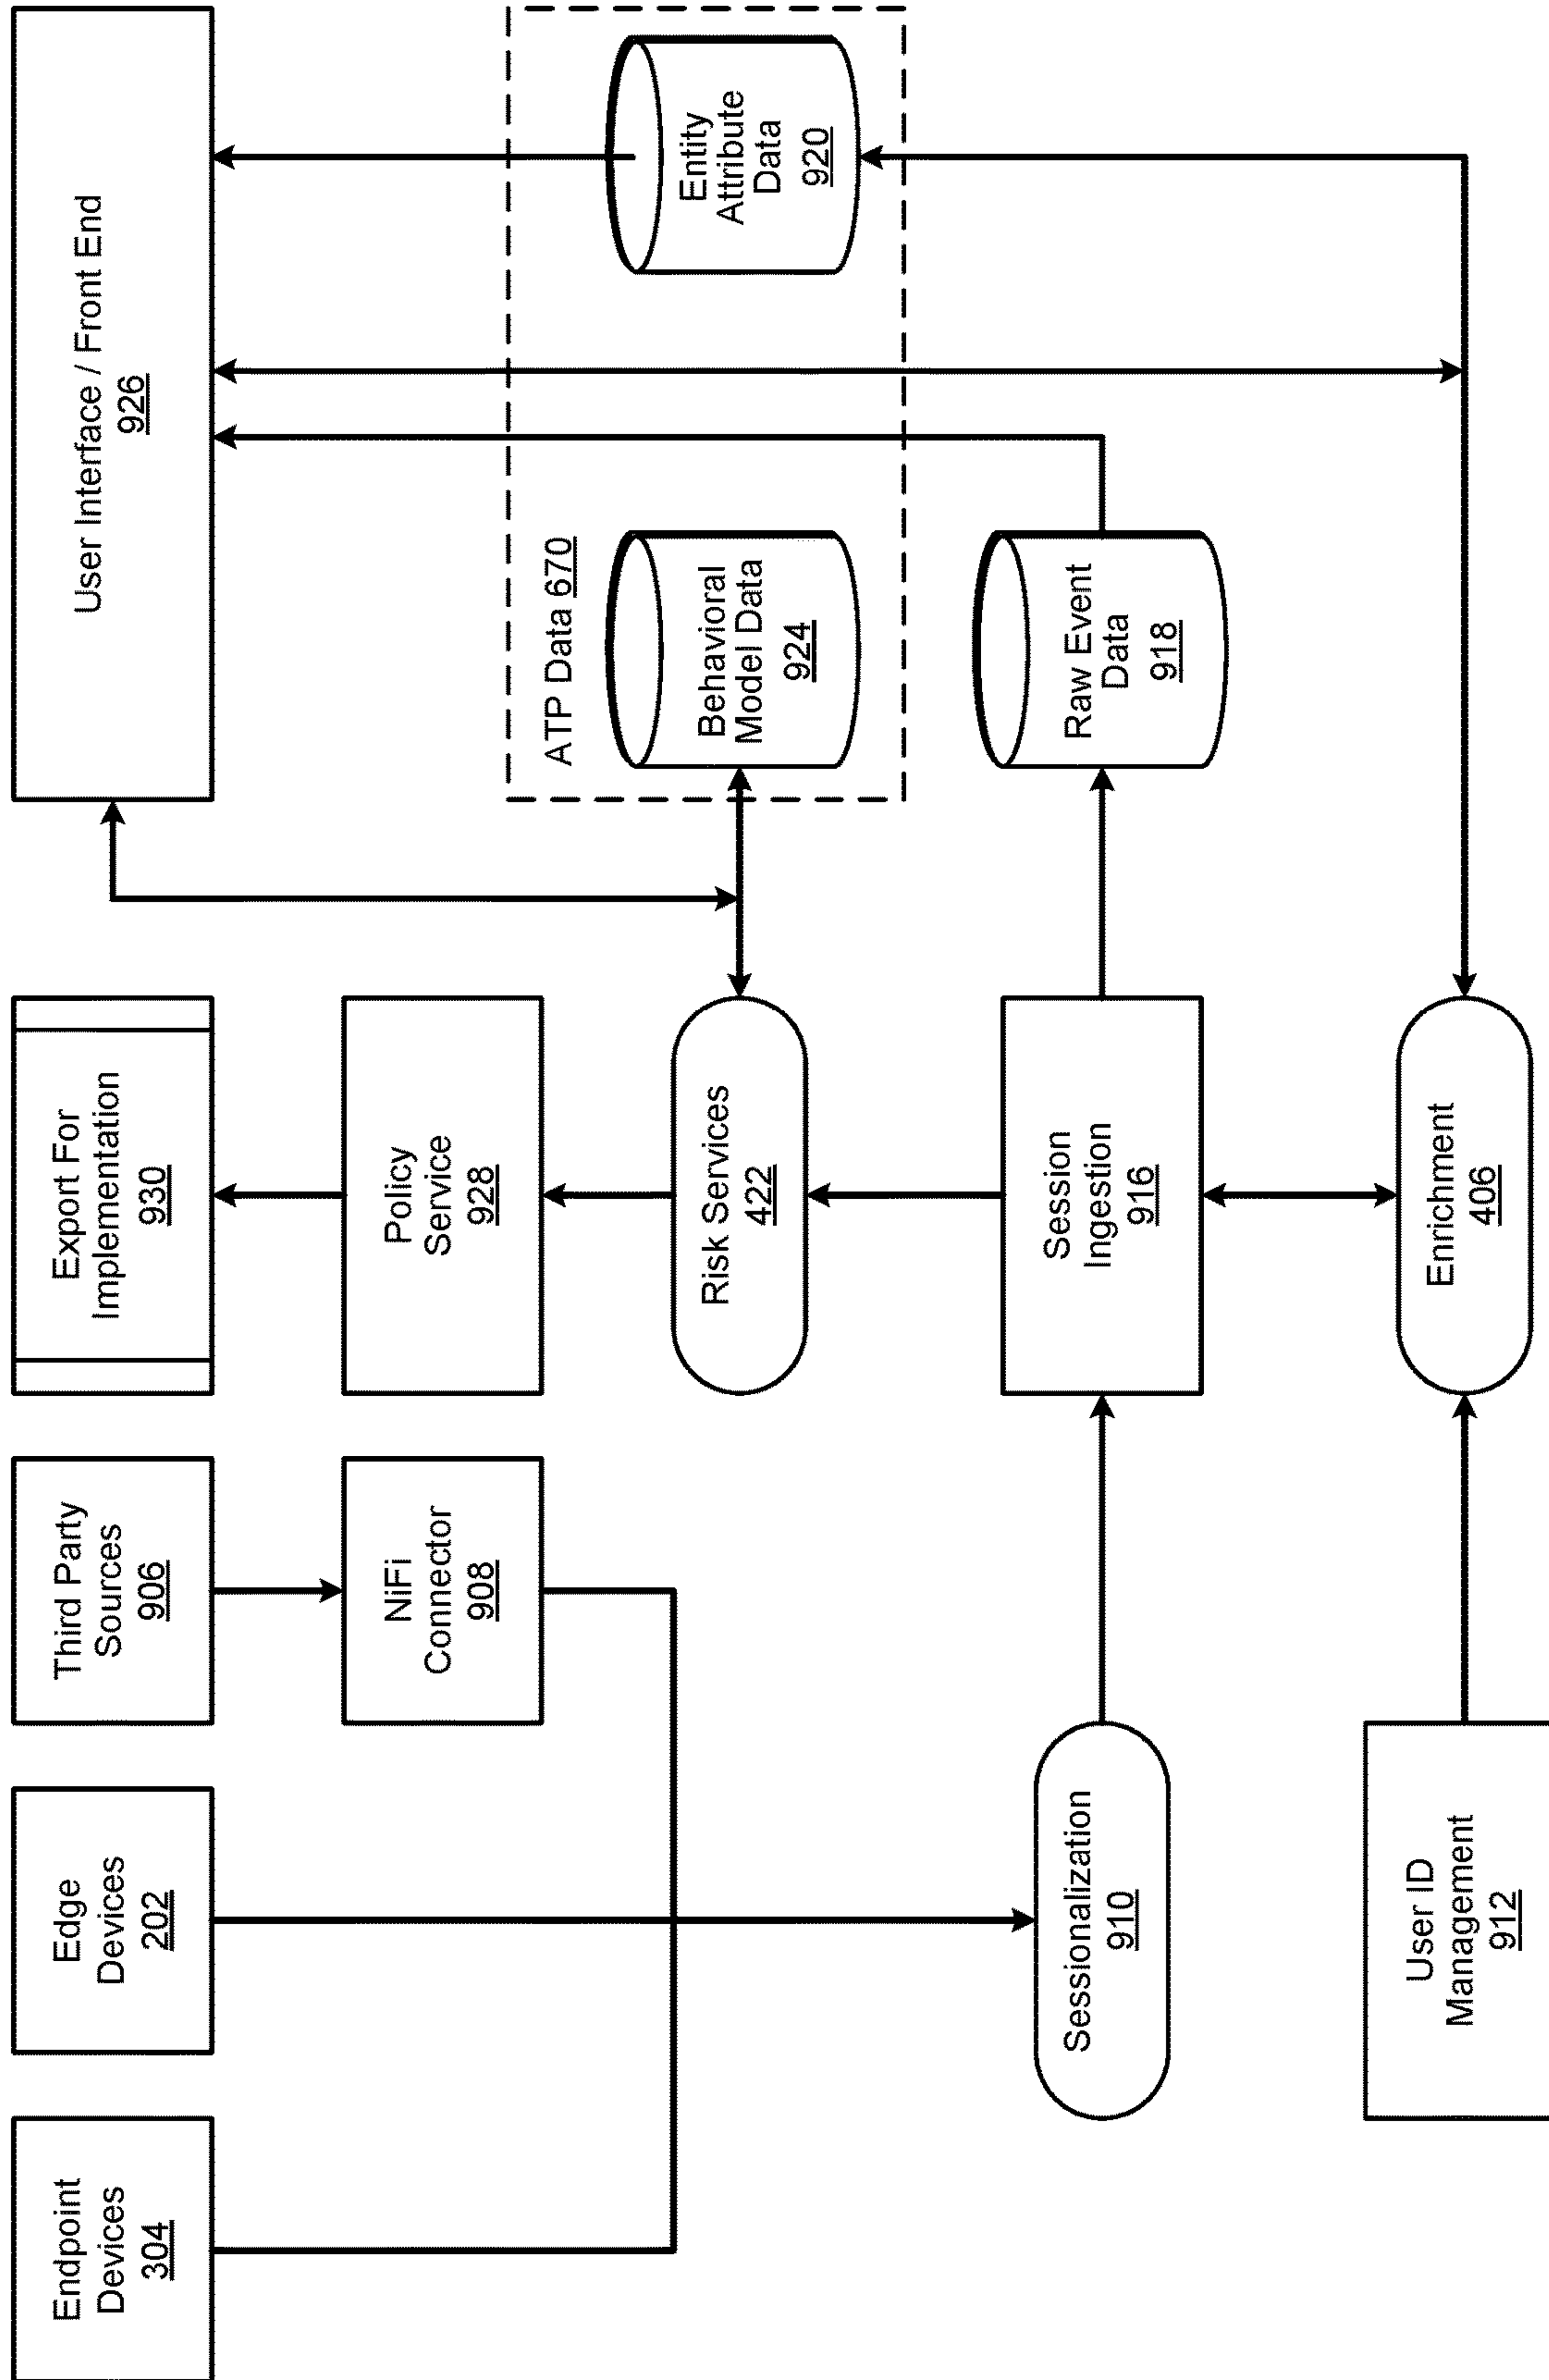 Endpoint
Devices
304
Edge
Devices
202
Third Party
Sources
906
Export For
Implementation
930
User Interface / Front End
926
NiFi
Connector
908
Policy
Service
928
ATP Data 670
Risk Services
422
Behavioral
Model Data
924
Entity
Attribute
Data
920
Sessionalization
910
Session
Ingestion
916
Raw Event
Data
918
User ID
Management
912
Enrichment
406